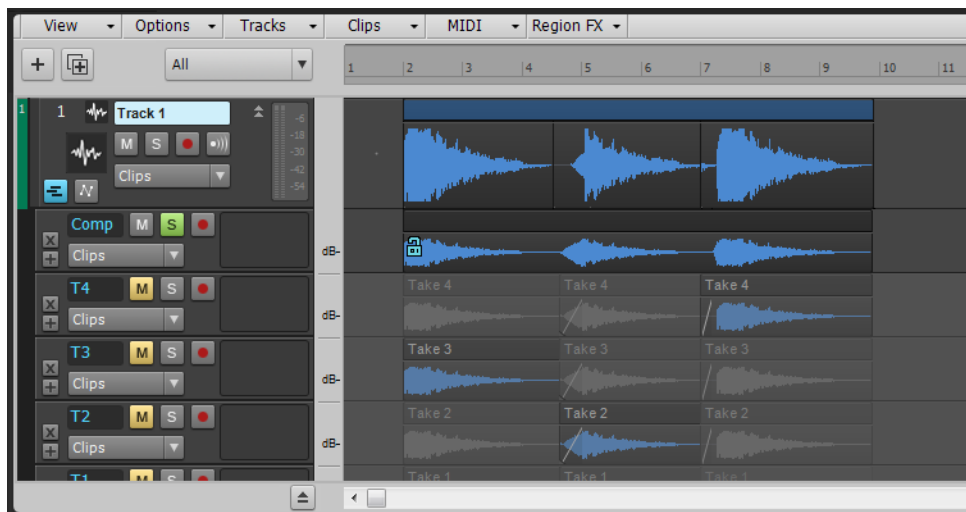 View Options Tracks Clips MIDI Region FX
+ All 1 2 3 4 5 6 7 8 9 10 11
1 1 Track 1 -6
M S -18
-30
Clips -42
-54
Comp M S
X
+ Clips dB-
T4 M S Take 4 Take 4 Take 4
X
+ Clips dB-
T3 M S Take 3 Take 3 Take 3
X
+ Clips dB-
T2 M S Take 2 Take 2 Take 2
X
+ Clips dB-
T1 M S Take 1 Take 1 Take 1